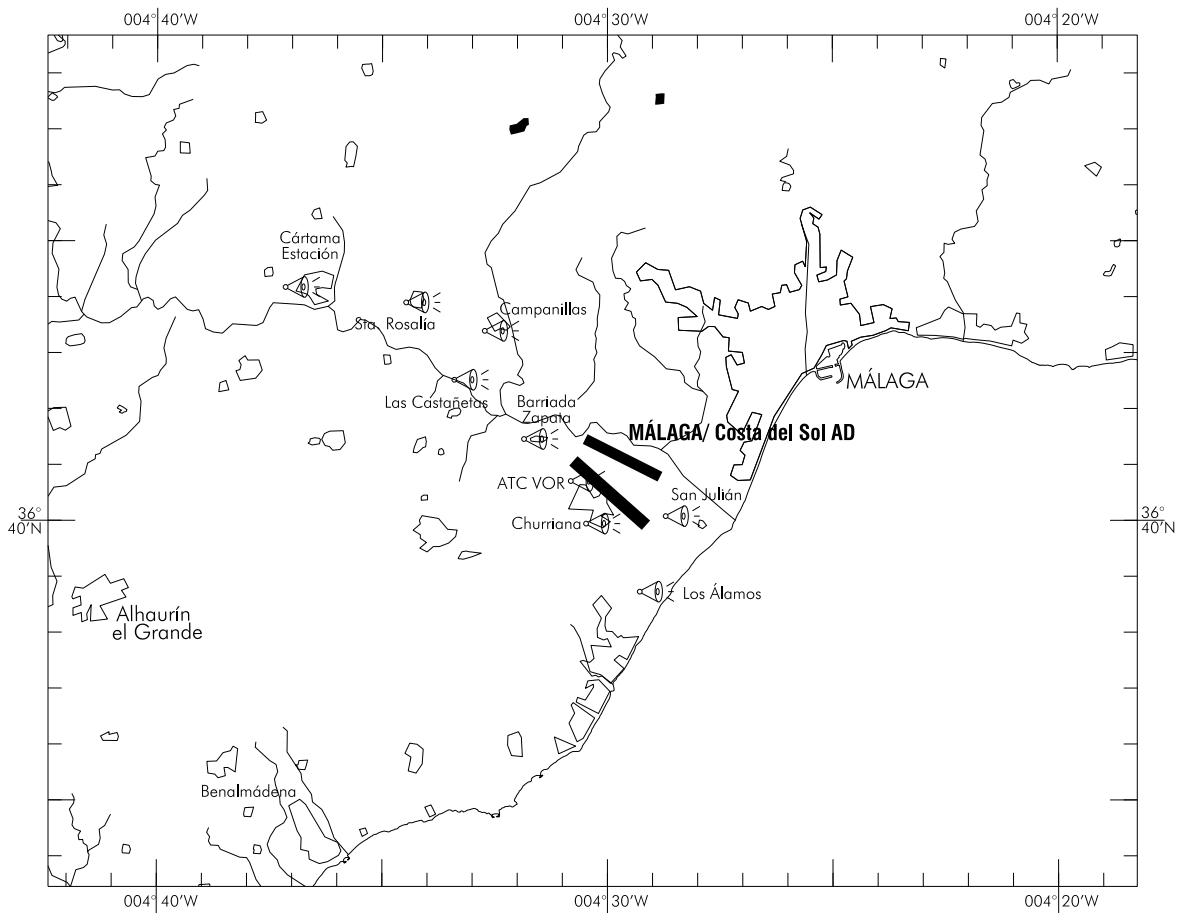 004°40'W
004°30'W
004°20'W
Cártama
Estación
Sta. Rosalía
Campanillas
MÁLAGA
Las Castañetas
Barriada
Zapata
MÁLAGA/ Costa del Sol AD
ATC VOR
San Julián
Churriana
36°
40'N
36°
40'N
Los Álamos
Alhaurín
el Grande
Benalmádena
004°40'W
004°30'W
004°20'W